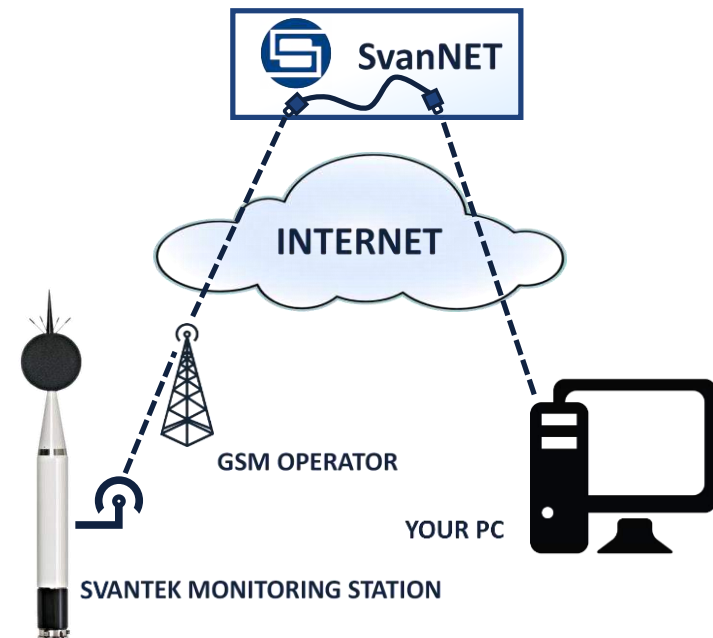 SvanNET
INTERNET
GSM OPERATOR
YOUR PC
SVANTEK MONITORING STATION